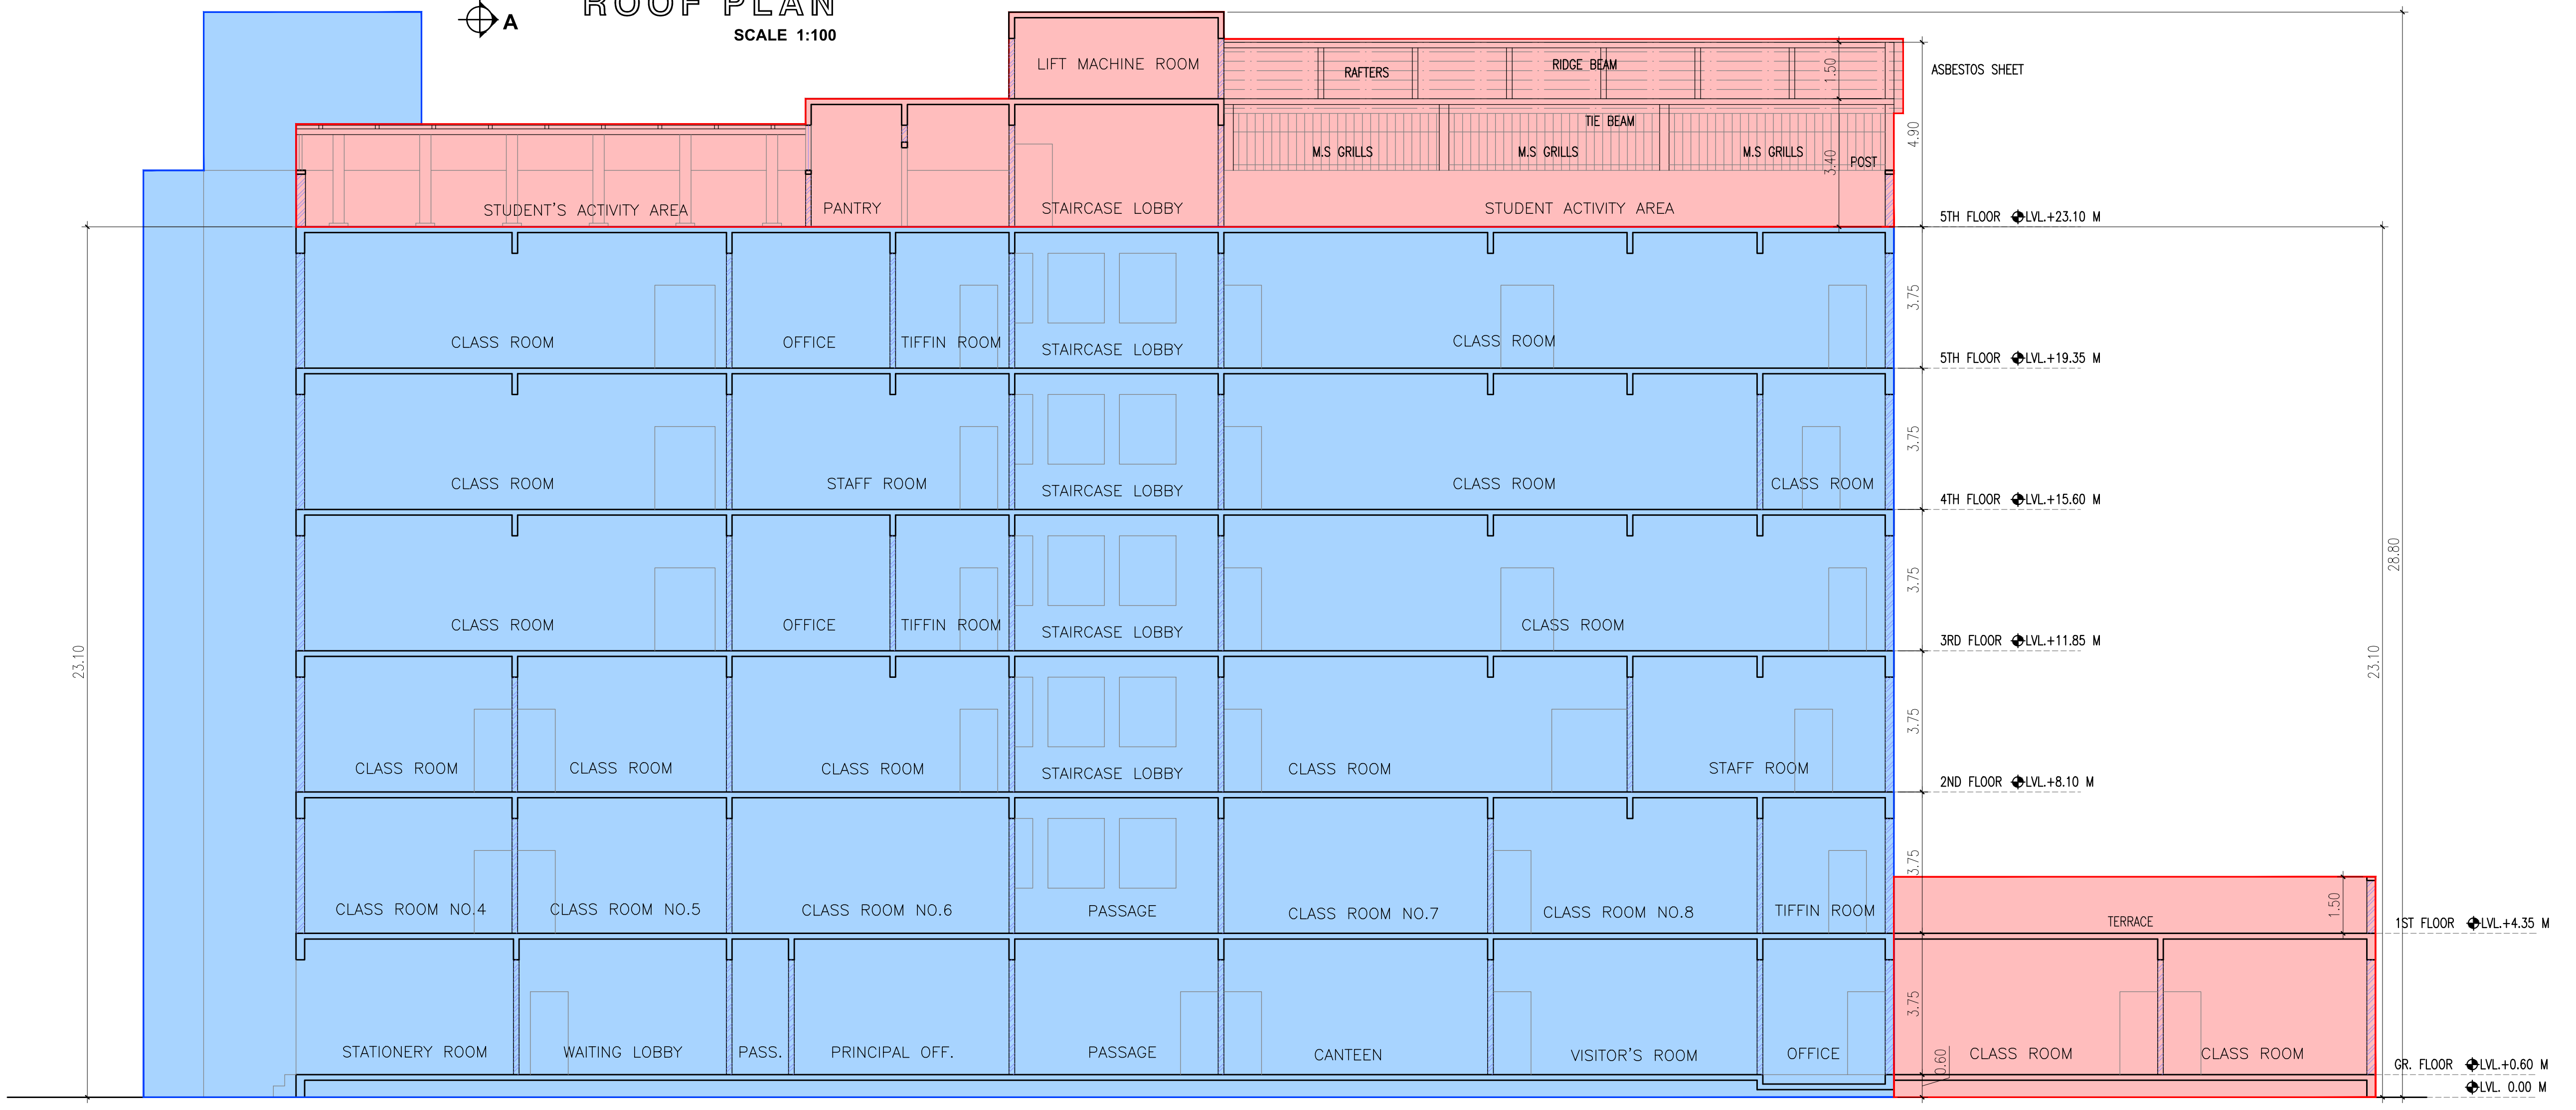 ROOF PLAN
A
SCALE 1:100
LIFT MACHINE ROOM
RAFTERS
RIDGE BEAM
1.50
ASBESTOS SHEET
TIE BEAM
4.90
M.S GRILLS
M.S GRILLS
M.S GRILLS
POST
3.40
STUDENT'S ACTIVITY AREA
PANTRY
STAIRCASE LOBBY
STUDENT ACTIVITY AREA
5TH FLOOR LVL.+23.10 M
3.75
CLASS ROOM
OFFICE
TIFFIN ROOM
STAIRCASE LOBBY
CLASS ROOM
5TH FLOOR LVL.+19.35 M
3.75
CLASS ROOM
STAFF ROOM
STAIRCASE LOBBY
CLASS ROOM
CLASS ROOM
4TH FLOOR LVL.+15.60 M
28.80
3.75
CLASS ROOM
OFFICE
TIFFIN ROOM
STAIRCASE LOBBY
CLASS ROOM
3RD FLOOR LVL.+11.85 M
23.10
23.10
3.75
CLASS ROOM
CLASS ROOM
CLASS ROOM
STAIRCASE LOBBY
CLASS ROOM
STAFF ROOM
2ND FLOOR LVL.+8.10 M
3.75
CLASS ROOM NO.4
CLASS ROOM NO.5
CLASS ROOM NO.6
PASSAGE
CLASS ROOM NO.7
CLASS ROOM NO.8
TIFFIN ROOM
TERRACE
1.50
1ST FLOOR LVL.+4.35 M
3.75
STATIONERY ROOM
WAITING LOBBY
PASS.
PRINCIPAL OFF.
PASSAGE
CANTEEN
VISITOR'S ROOM
OFFICE
CLASS ROOM
CLASS ROOM
0.60
GR. FLOOR LVL.+0.60 M
LVL. 0.00 M